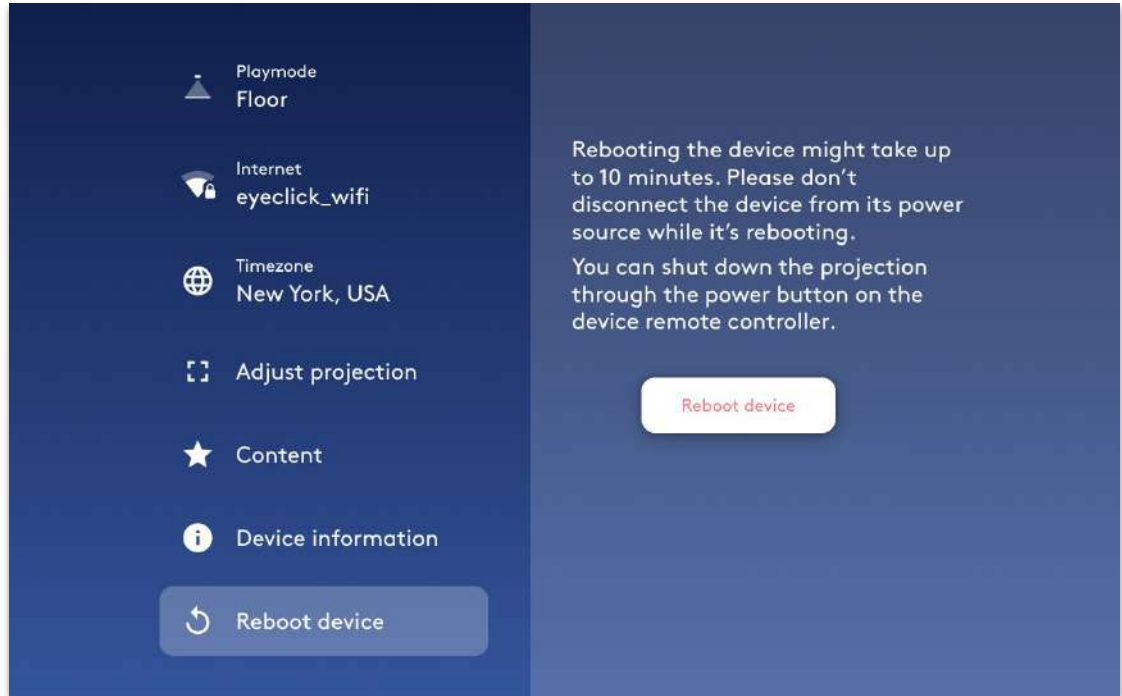 Playmode
Floor
Internet
eyeclick_wifi
Timezone
New York, USA
Adjust projection
Content
Device information
Reboot device
Rebooting the device might take up
to 10 minutes. Please don’t
disconnect the device from its power
source while it’s rebooting.
You can shut down the projection
through the power button on the
device remote controller.
Reboot device